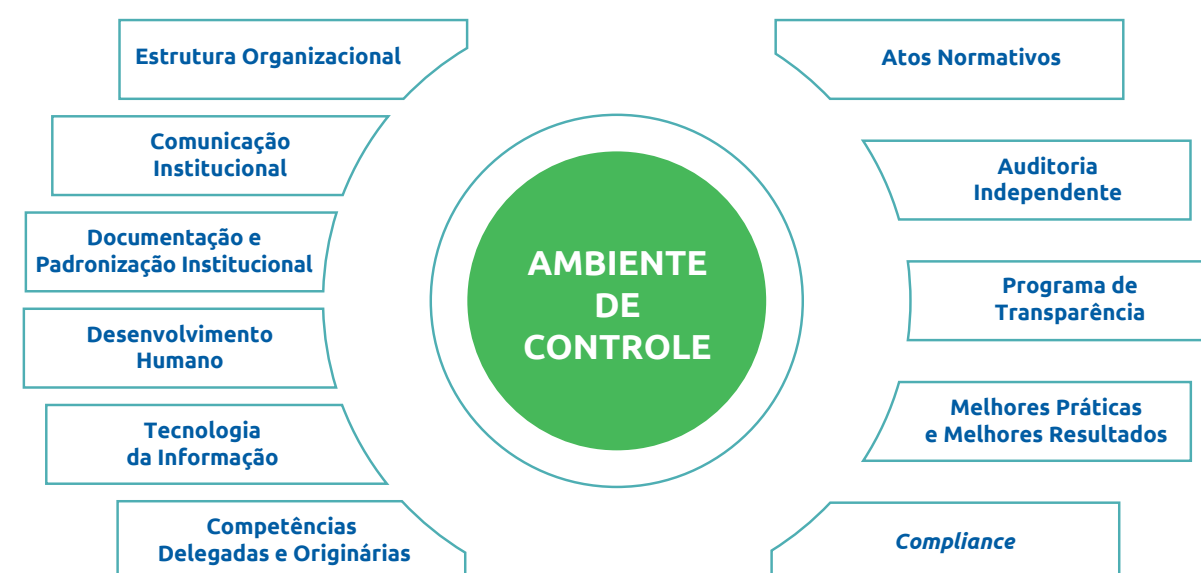 Estrutura Organizacional
Comunicação
Institucional
Documentação e
Padronização Institucional
Desenvolvimento
Humano
Tecnologia
da Informação
Competências
Delegadas e Originárias
AMBIENTE
DE
CONTROLE
Atos Normativos
Auditoria
Independente
Programa de
Transparência
Melhores Práticas
e Melhores Resultados
Compliance